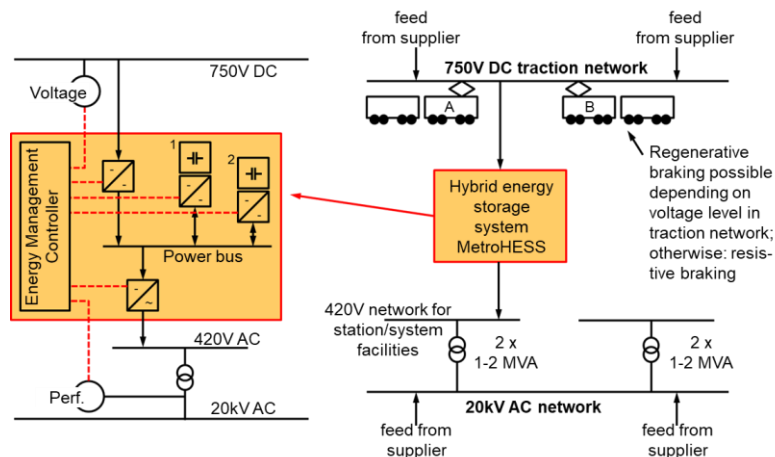 750V DC
Voltage
Energy Management
Controller
1
2
Power bus
420V AC
Perf.
20kV AC
feed
from supplier
feed
from supplier
750V DC traction network
A
B
Hybrid energy
storage
system
MetroHESS
Regenerative
braking possible
depending on
voltage level in
traction network;
otherwise: resis-
tive braking
420V network for
station/system
facilities
2 x
1-2 MVA
2 x
1-2 MVA
20kV AC network
feed from
supplier
feed from
supplier